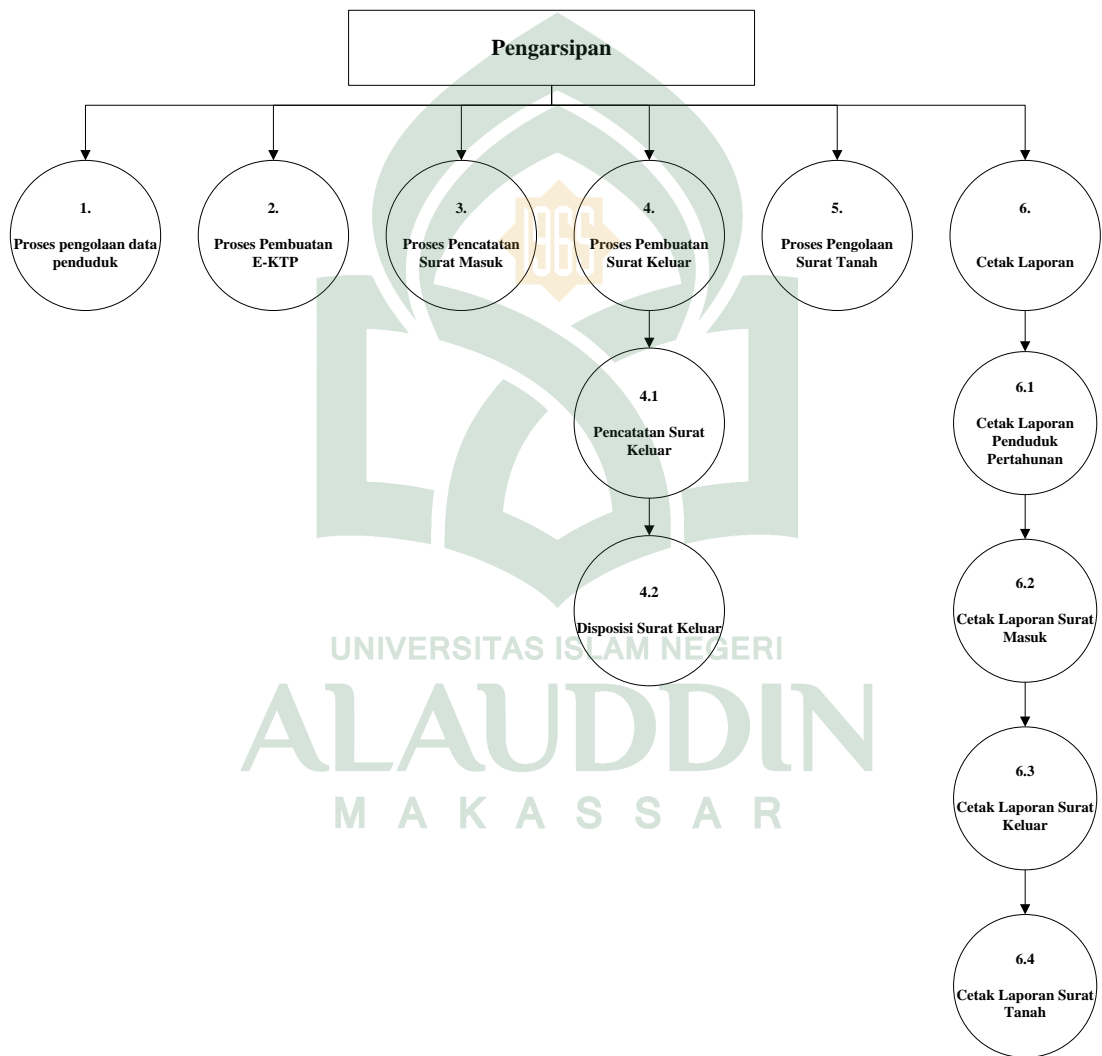 Pengarsipan
1.
Proses pengolaan data
penduduk
2.
Proses Pembuatan
E-KTP
3.
Proses Pencatatan
Surat Masuk
4.
Proses Pembuatan
Surat Keluar
5.
Proses Pengolaan
Surat Tanah
6.
Cetak Laporan
1965
4.1
Pencatatan Surat
Keluar
6.1
Cetak Laporan
Penduduk
Pertahunan
4.2
Disposisi Surat Keluar
6.2
Cetak Laporan Surat
Masuk
UNIVERSITAS ISLAM NEGERI
ALAUDDIN
MAKASSAR
6.3
Cetak Laporan Surat
Keluar
6.4
Cetak Laporan Surat
Tanah